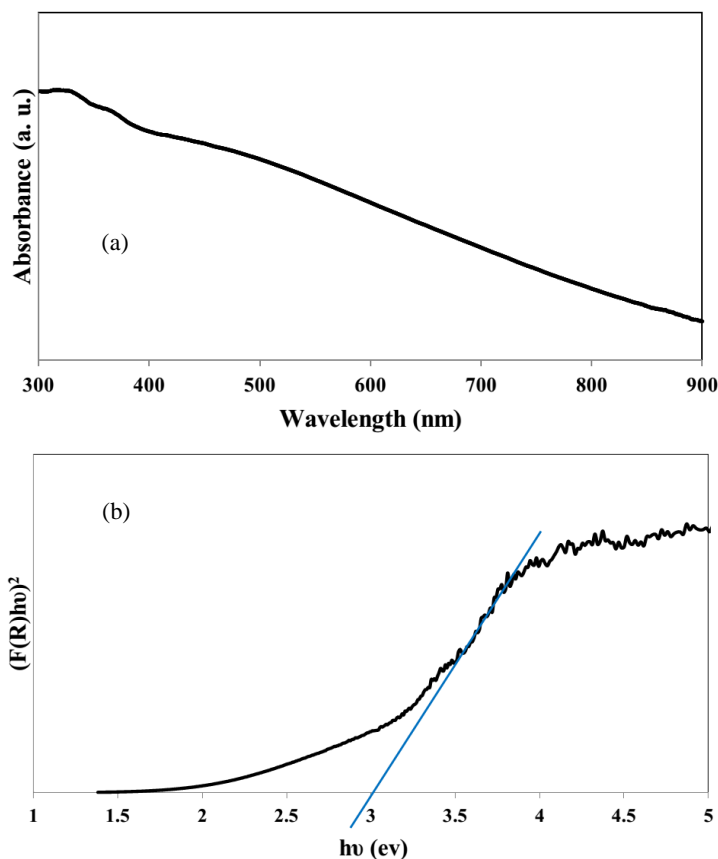 Absorbance (a. u.)
(a)
300 400 500 600 700 800 900
Wavelength (nm)
(b)
(F(R)hυ)²
1 1.5 2 2.5 3 3.5 4 4.5 5
hυ (ev)